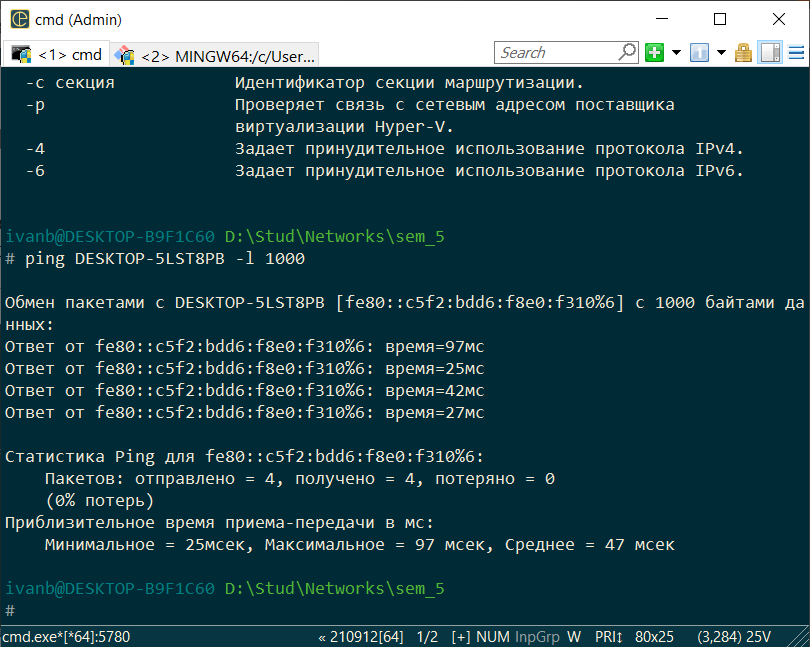 cmd (Admin)
<1> cmd
<2> MINGW64:/c/User...
Search
-c секция Идентификатор секции маршрутизации.
-p Проверяет связь с сетевым адресом поставщика
виртуализации Hyper-V.
-4 Задает принудительное использование протокола IPv4.
-6 Задает принудительное использование протокола IPv6.
ivanb@DESKTOP-B9F1C60 D:\Stud\Networks\sem_5
# ping DESKTOP-5LST8PB -l 1000
Обмен пакетами с DESKTOP-5LST8PB [fe80::c5f2:bdd6:f8e0:f310%6] с 1000 байтами да
нных:
Ответ от fe80::c5f2:bdd6:f8e0:f310%6: время=97мс
Ответ от fe80::c5f2:bdd6:f8e0:f310%6: время=25мс
Ответ от fe80::c5f2:bdd6:f8e0:f310%6: время=42мс
Ответ от fe80::c5f2:bdd6:f8e0:f310%6: время=27мс
Статистика Ping для fe80::c5f2:bdd6:f8e0:f310%6:
Пакетов: отправлено = 4, получено = 4, потеряно = 0
(0% потерь)
Приблизительное время приема-передачи в мс:
Минимальное = 25мсек, Максимальное = 97 мсек, Среднее = 47 мсек
ivanb@DESKTOP-B9F1C60 D:\Stud\Networks\sem_5
#
cmd.exe*[*64]:5780 « 210912[64] 1/2 [+] NUM InpGrp W PRI↕ 80x25 (3,284) 25V